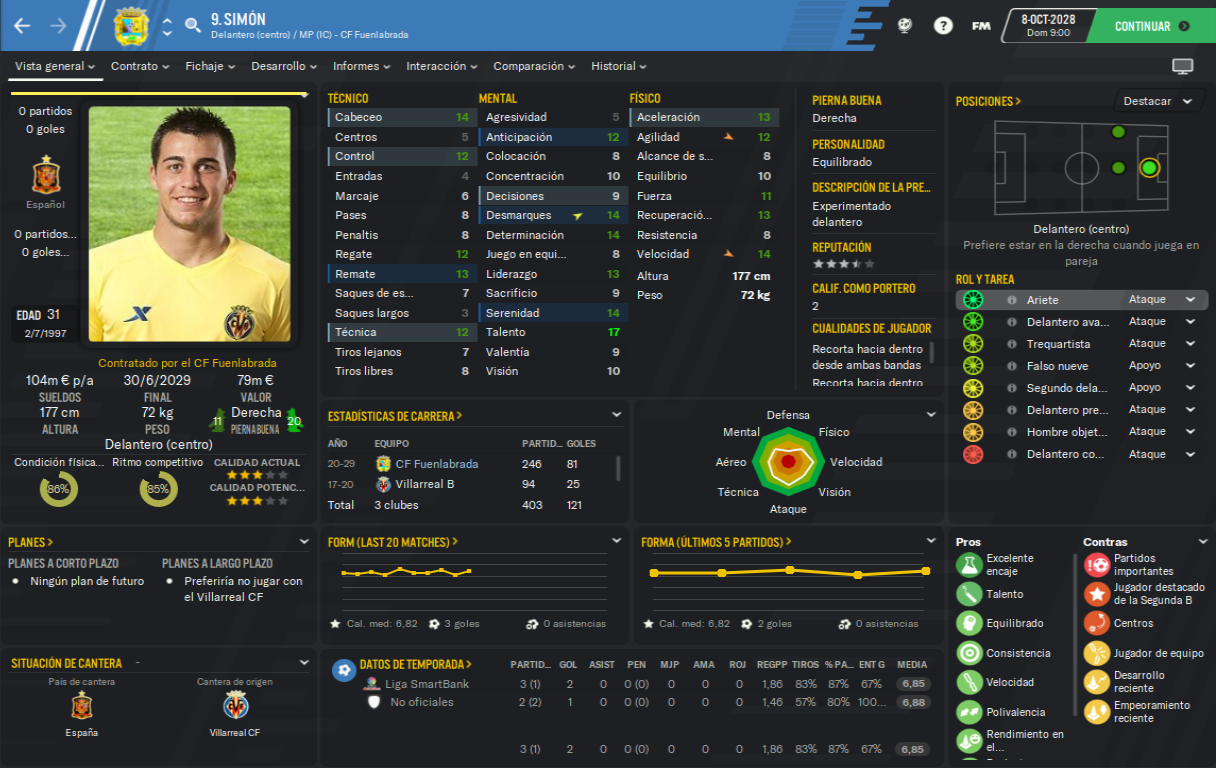 9. SIMÓN
Delantero (centro) / MP (IC) - CF Fuenlabrada
?
FM
8-OCT-2028
Dom 9:00
CONTINUAR
Vista general
Contrato
Fichaje
Desarrollo
Informes
Interacción
Comparación
Historial
0 partidos
0 goles
Español
0 partidos...
0 goles...
EDAD 31
2/7/1997
Contratado por el CF Fuenlabrada
104m € p/a 30/6/2029 79m €
SUELDOS FINAL VALOR
177 cm 72 kg 11 Derecha 20
ALTURA PESO PIERNA BUENA
Delantero (centro)
Condición física... Ritmo competitivo CALIDAD ACTUAL
86% 85%
CALIDAD POTENC...
TÉCNICO
Cabeceo 14
Centros 5
Control 12
Entradas 4
Marcaje 6
Pases 8
Penaltis 8
Regate 12
Remate 13
Saques de es... 7
Saques largos 3
Técnica 12
Tiros lejanos 7
Tiros libres 8
MENTAL
Agresividad 5
Anticipación 12
Colocación 8
Concentración 10
Decisiones 9
Desmarques 14
Determinación 14
Juego en equi... 8
Liderazgo 13
Sacrificio 9
Serenidad 14
Talento 17
Valentía 9
Visión 10
FÍSICO
Aceleración 13
Agilidad 12
Alcance de s... 8
Equilibrio 10
Fuerza 11
Recuperació... 13
Resistencia 8
Velocidad 14
Altura 177 cm
Peso 72 kg
PIERNA BUENA
Derecha
PERSONALIDAD
Equilibrado
DESCRIPCIÓN DE LA PRE...
Experimentado
delantero
REPUTACIÓN
CALIF. COMO PORTERO
2
CUALIDADES DE JUGADOR
Recorta hacia dentro
desde ambas bandas
Recorta hacia dentro
POSICIONES >
Destacar
Delantero (centro)
Prefiere estar en la derecha cuando juega en
pareja
ROL Y TAREA
Ariete Ataque
Delantero ava... Ataque
Trequartista Ataque
Falso nueve Apoyo
Segundo dela... Apoyo
Delantero pre... Ataque
Hombre objet... Ataque
Delantero co... Ataque
ESTADÍSTICAS DE CARRERA >
AÑO EQUIPO PARTID... GOLES
20-29 CF Fuenlabrada 246 81
17-20 Villarreal B 94 25
Total 3 clubes 403 121
Defensa
Mental Físico
Aéreo Velocidad
Técnica Visión
Ataque
PLANES >
PLANES A CORTO PLAZO
Ningún plan de futuro
PLANES A LARGO PLAZO
Preferiría no jugar con
el Villarreal CF
FORM (LAST 20 MATCHES) >
Cal. med: 6,82 3 goles 0 asistencias
FORMA (ÚLTIMOS 5 PARTIDOS) >
Cal. med: 6,82 2 goles 0 asistencias
Pros
Excelente
encaje
Talento
Equilibrado
Consistencia
Velocidad
Polivalencia
Rendimiento en
el...
Contras
Partidos
importantes
Jugador destacado
de la Segunda B
Centros
Jugador de equipo
Desarrollo
reciente
Empeoramiento
reciente
SITUACIÓN DE CANTERA -
País de cantera Cantera de origen
España Villarreal CF
DATOS DE TEMPORADA > PARTID... GOL ASIST PEN MJP AMA ROJ REGPP TIROS % PA... ENT G MEDIA
Liga SmartBank 3 (1) 2 0 0 (0) 0 0 0 1,86 83% 87% 67% 6,85
No oficiales 2 (2) 1 0 0 (0) 0 0 0 1,46 57% 80% 100... 6,88
3 (1) 2 0 0 (0) 0 0 0 1,86 83% 87% 67% 6,85